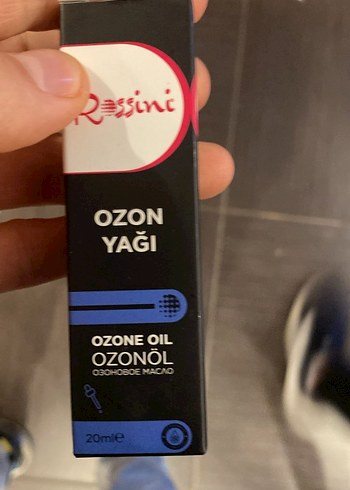 Rossini
OZON
YAĞI
OZONE OIL
OZONÖL
ОЗОНОВОЕ МАСЛО
20ml℮